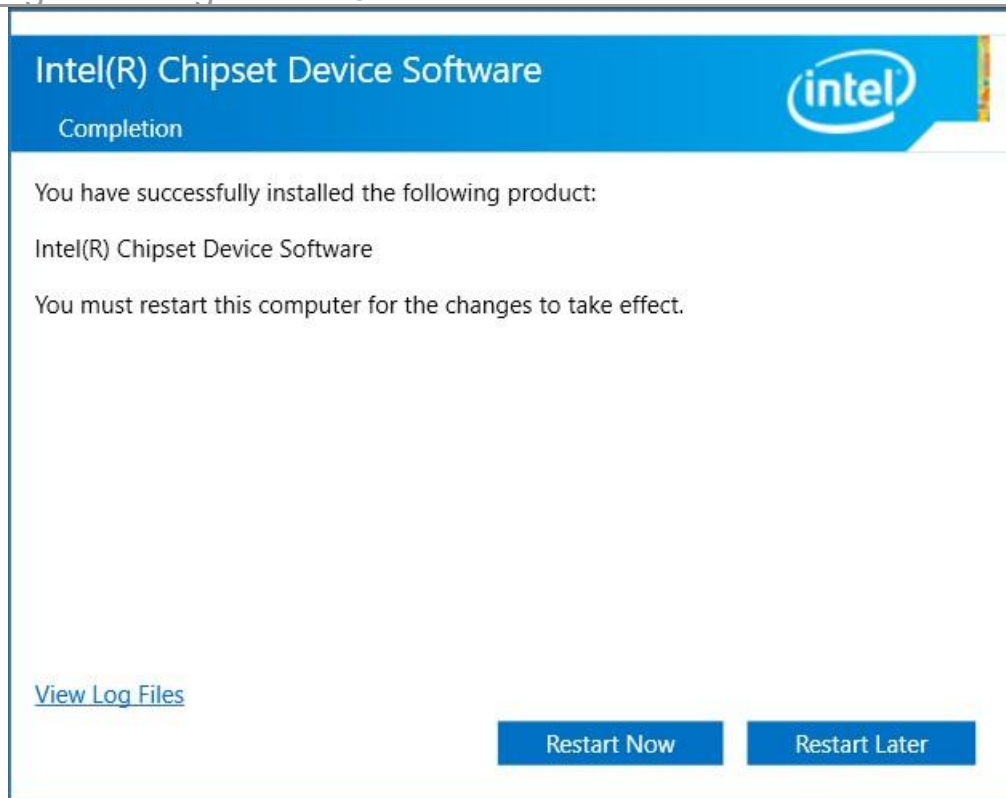 Intel(R) Chipset Device Software
intel
Completion
You have successfully installed the following product:
Intel(R) Chipset Device Software
You must restart this computer for the changes to take effect.
View Log Files
Restart Now
Restart Later